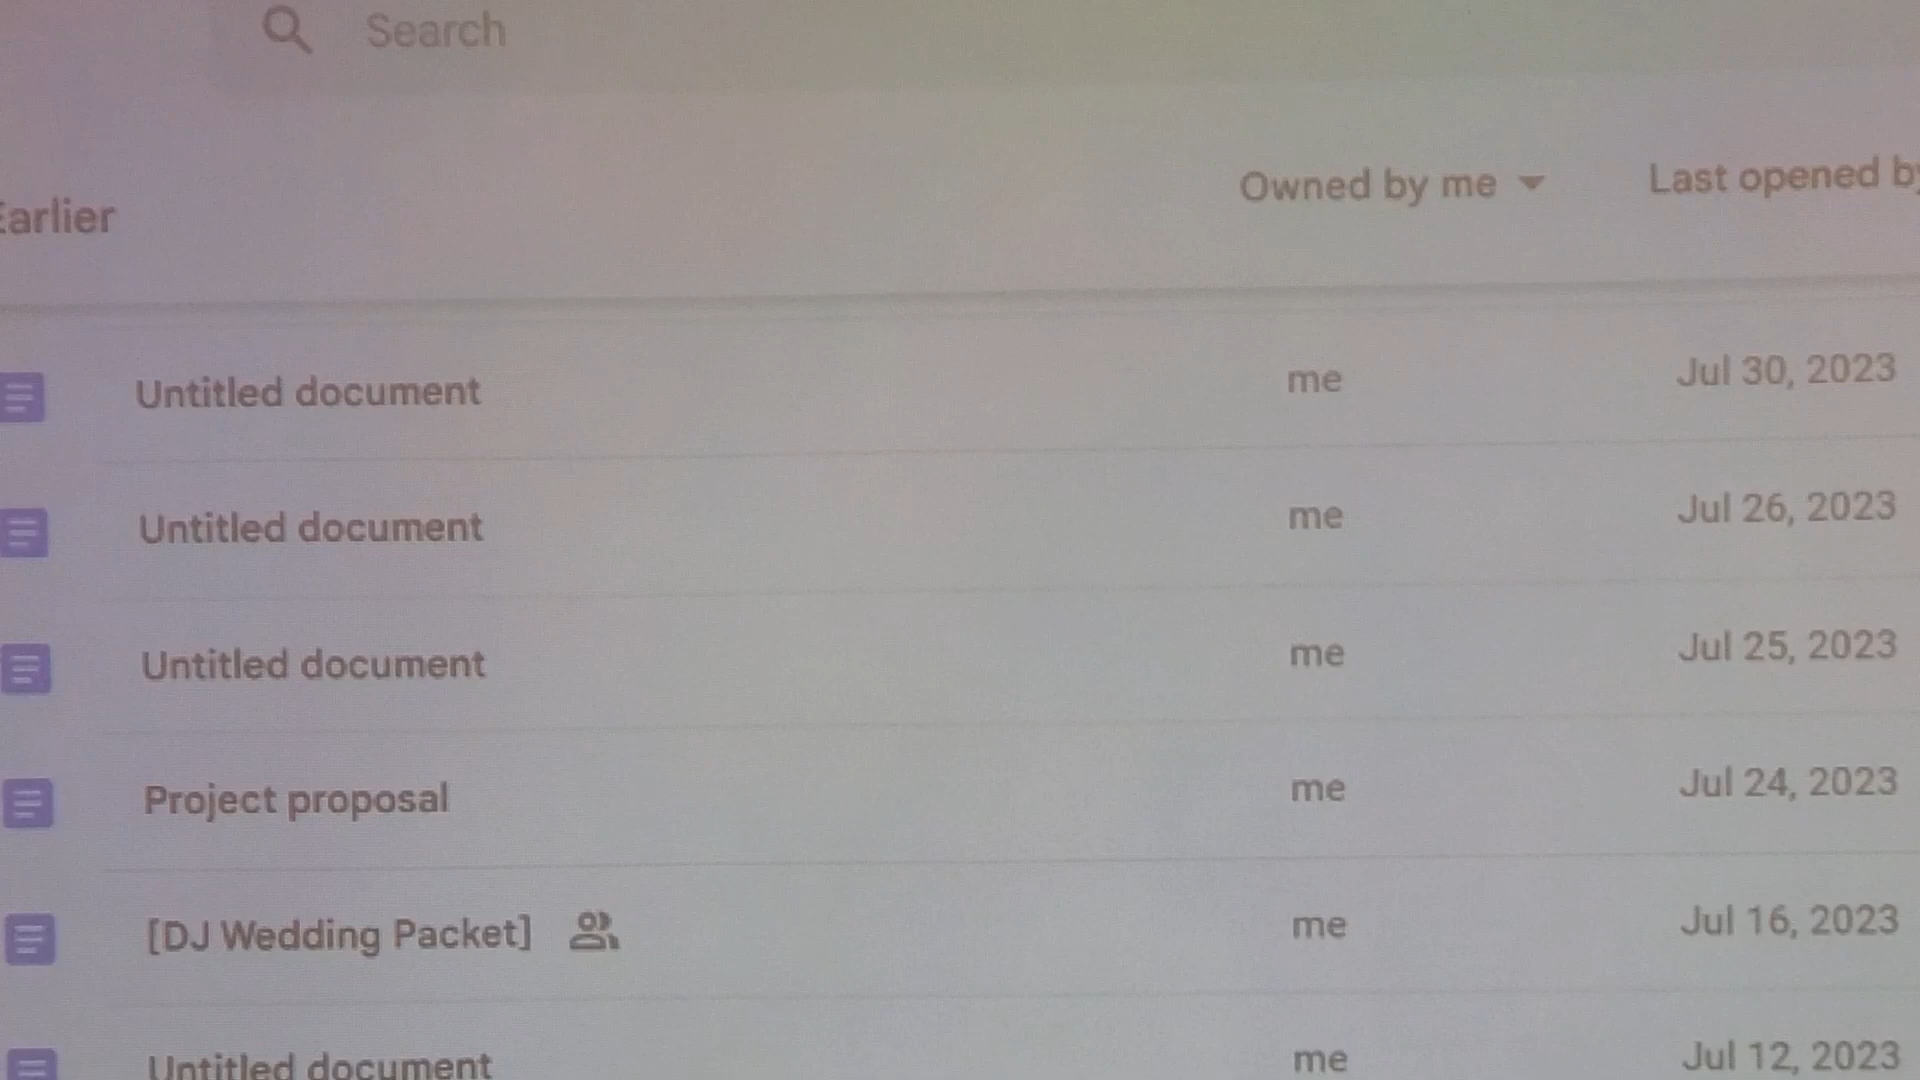 Search
Earlier Owned by me Last opened by
Untitled document me Jul 30, 2023
Untitled document me Jul 26, 2023
Untitled document me Jul 25, 2023
Project proposal me Jul 24, 2023
[DJ Wedding Packet] me Jul 16, 2023
Untitled document me Jul 12, 2023